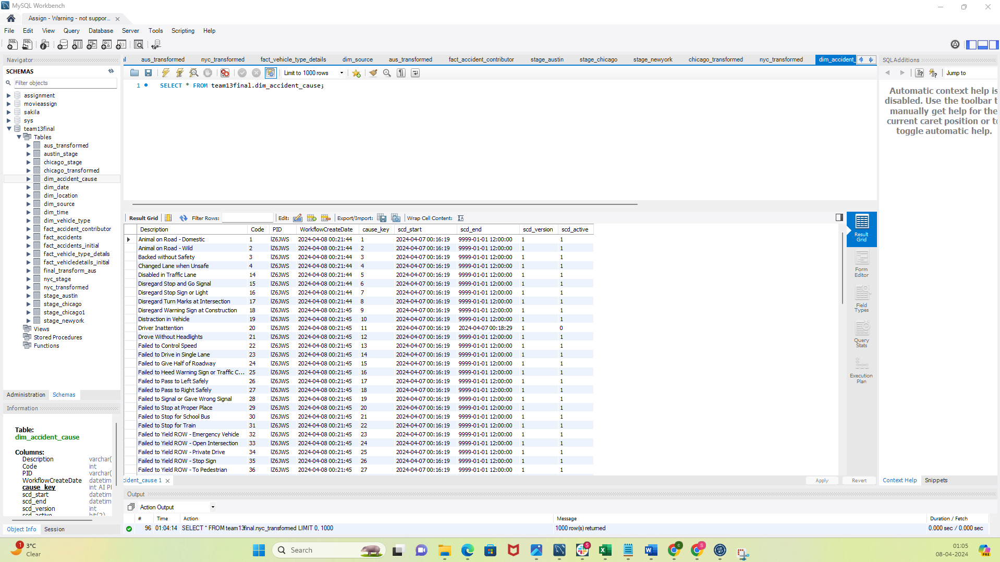 MySQL Workbench
Assign - Warning - not suppor...
File Edit View Query Database Server Tools Scripting Help
Navigator
SCHEMAS
Filter objects
assignment
movieassign
sakila
sys
team13final
Tables
aus_transformed
austin_stage
chicago_stage
chicago_transformed
dim_accident_cause
dim_date
dim_location
dim_source
dim_time
dim_vehicle_type
fact_accident_contributor
fact_accidents
fact_accidents_initial
fact_vehicle_type_details
fact_vehicledetails_initial
final_transform_aus
nyc_stage
nyc_transformed
stage_austin
stage_chicago
stage_chicago1
stage_newyork
Views
Stored Procedures
Functions
Administration Schemas
Information
Table:
dim_accident_cause
Columns:
Description varchar(
Code int
PID varchar(
WorkflowCreateDate datetim
cause_key int AI PI
scd_start datetim
scd_end datetim
scd_version int
scd_active bit(2)
Object Info Session
aus_transformed nyc_transformed fact_vehicle_type_details dim_source aus_transformed fact_accident_contributor stage_austin stage_chicago stage_newyork chicago_transformed nyc_transformed dim_accident_
Limit to 1000 rows
1 SELECT * FROM team13final.dim_accident_cause;
Result Grid Filter Rows: Edit: Export/Import: Wrap Cell Content:
Description Code PID WorkflowCreateDate cause_key scd_start scd_end scd_version scd_active
Animal on Road - Domestic 1 lZ6JWS 2024-04-08 00:21:44 1 2024-04-07 00:16:19 9999-01-01 12:00:00 1 1
Animal on Road - Wild 2 lZ6JWS 2024-04-08 00:21:44 2 2024-04-07 00:16:19 9999-01-01 12:00:00 1 1
Backed without Safety 3 lZ6JWS 2024-04-08 00:21:44 3 2024-04-07 00:16:19 9999-01-01 12:00:00 1 1
Changed Lane when Unsafe 4 lZ6JWS 2024-04-08 00:21:44 4 2024-04-07 00:16:19 9999-01-01 12:00:00 1 1
Disabled in Traffic Lane 14 lZ6JWS 2024-04-08 00:21:44 5 2024-04-07 00:16:19 9999-01-01 12:00:00 1 1
Disregard Stop and Go Signal 15 lZ6JWS 2024-04-08 00:21:44 6 2024-04-07 00:16:19 9999-01-01 12:00:00 1 1
Disregard Stop Sign or Light 16 lZ6JWS 2024-04-08 00:21:44 7 2024-04-07 00:16:19 9999-01-01 12:00:00 1 1
Disregard Turn Marks at Intersection 17 lZ6JWS 2024-04-08 00:21:44 8 2024-04-07 00:16:19 9999-01-01 12:00:00 1 1
Disregard Warning Sign at Construction 18 lZ6JWS 2024-04-08 00:21:45 9 2024-04-07 00:16:19 9999-01-01 12:00:00 1 1
Distraction in Vehicle 19 lZ6JWS 2024-04-08 00:21:45 10 2024-04-07 00:16:19 9999-01-01 12:00:00 1 1
Driver Inattention 20 lZ6JWS 2024-04-08 00:21:45 11 2024-04-07 00:16:19 2024-04-07 00:18:29 1 0
Drove Without Headlights 21 lZ6JWS 2024-04-08 00:21:45 12 2024-04-07 00:16:19 9999-01-01 12:00:00 1 1
Failed to Control Speed 22 lZ6JWS 2024-04-08 00:21:45 13 2024-04-07 00:16:19 9999-01-01 12:00:00 1 1
Failed to Drive in Single Lane 23 lZ6JWS 2024-04-08 00:21:45 14 2024-04-07 00:16:19 9999-01-01 12:00:00 1 1
Failed to Give Half of Roadway 24 lZ6JWS 2024-04-08 00:21:45 15 2024-04-07 00:16:19 9999-01-01 12:00:00 1 1
Failed to Heed Warning Sign or Traffic C... 25 lZ6JWS 2024-04-08 00:21:45 16 2024-04-07 00:16:19 9999-01-01 12:00:00 1 1
Failed to Pass to Left Safely 26 lZ6JWS 2024-04-08 00:21:45 17 2024-04-07 00:16:19 9999-01-01 12:00:00 1 1
Failed to Pass to Right Safely 27 lZ6JWS 2024-04-08 00:21:45 18 2024-04-07 00:16:19 9999-01-01 12:00:00 1 1
Failed to Signal or Gave Wrong Signal 28 lZ6JWS 2024-04-08 00:21:45 19 2024-04-07 00:16:19 9999-01-01 12:00:00 1 1
Failed to Stop at Proper Place 29 lZ6JWS 2024-04-08 00:21:45 20 2024-04-07 00:16:19 9999-01-01 12:00:00 1 1
Failed to Stop for School Bus 30 lZ6JWS 2024-04-08 00:21:45 21 2024-04-07 00:16:19 9999-01-01 12:00:00 1 1
Failed to Stop for Train 31 lZ6JWS 2024-04-08 00:21:45 22 2024-04-07 00:16:19 9999-01-01 12:00:00 1 1
Failed to Yield ROW - Emergency Vehicle 32 lZ6JWS 2024-04-08 00:21:45 23 2024-04-07 00:16:19 9999-01-01 12:00:00 1 1
Failed to Yield ROW - Open Intersection 33 lZ6JWS 2024-04-08 00:21:45 24 2024-04-07 00:16:19 9999-01-01 12:00:00 1 1
Failed to Yield ROW - Private Drive 34 lZ6JWS 2024-04-08 00:21:45 25 2024-04-07 00:16:19 9999-01-01 12:00:00 1 1
Failed to Yield ROW - Stop Sign 35 lZ6JWS 2024-04-08 00:21:45 26 2024-04-07 00:16:19 9999-01-01 12:00:00 1 1
Failed to Yield ROW - To Pedestrian 36 lZ6JWS 2024-04-08 00:21:45 27 2024-04-07 00:16:19 9999-01-01 12:00:00 1 1
Result
Grid
Form
Editor
Field
Types
Query
Stats
Execution
Plan
cident_cause 1 Apply Revert
Output
Action Output
# Time Action Message Duration / Fetch
96 01:04:14 SELECT * FROM team13final.nyc_transformed LIMIT 0, 1000 1000 row(s) returned 0.000 sec / 0.000 sec
SQLAdditions
Jump to
Automatic context help is
disabled. Use the toolbar t
manually get help for the
current caret position or to
toggle automatic help.
Context Help Snippets
1
3°C
Clear
Search
5
C
S
PRE
01:05
08-04-2024